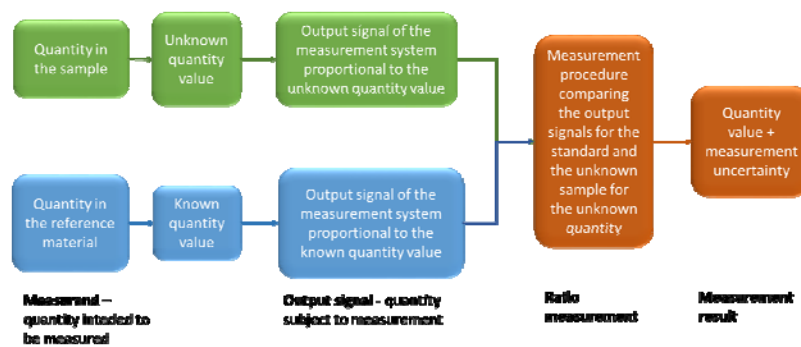 Quantity in
the sample
Unknown
quantity
value
Output signal of the
measurement system
proportional to the
unknown quantity value
Measurement
procedure
comparing
the output
signals for the
standard and
the unknown
sample for
the unknown
quantity
Quantity
value +
measurement
uncertainty
Quantity in
the reference
material
Known
quantity
value
Output signal of the
measurement system
proportional to the
known quantity value
Measurand –
quantity inteded to
be measured
Output signal - quantity
subject to measurement
Ratio
measurement
Measurement
result